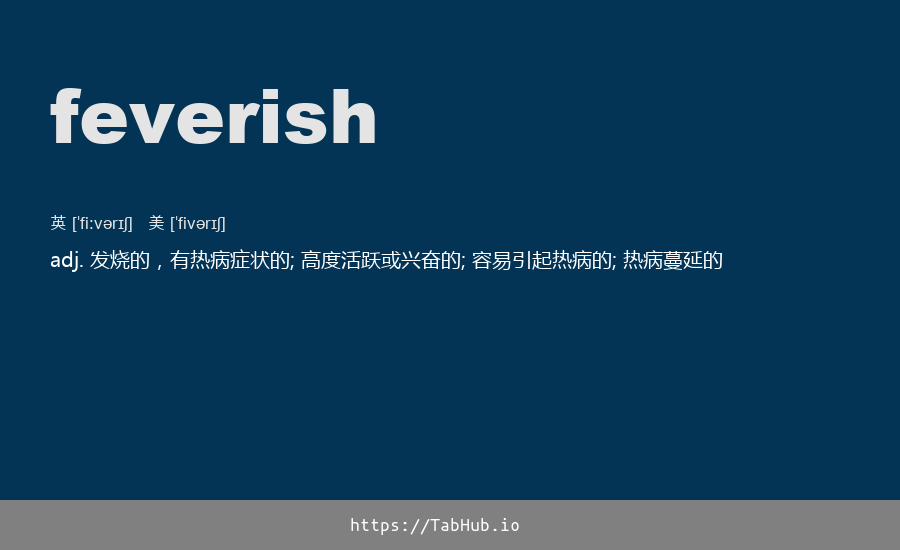 feverish
英 [ˈfiːvərɪʃ] 美 [ˈfivərɪʃ]
adj. 发烧的，有热病症状的; 高度活跃或兴奋的; 容易引起热病的; 热病蔓延的
https://TabHub.io